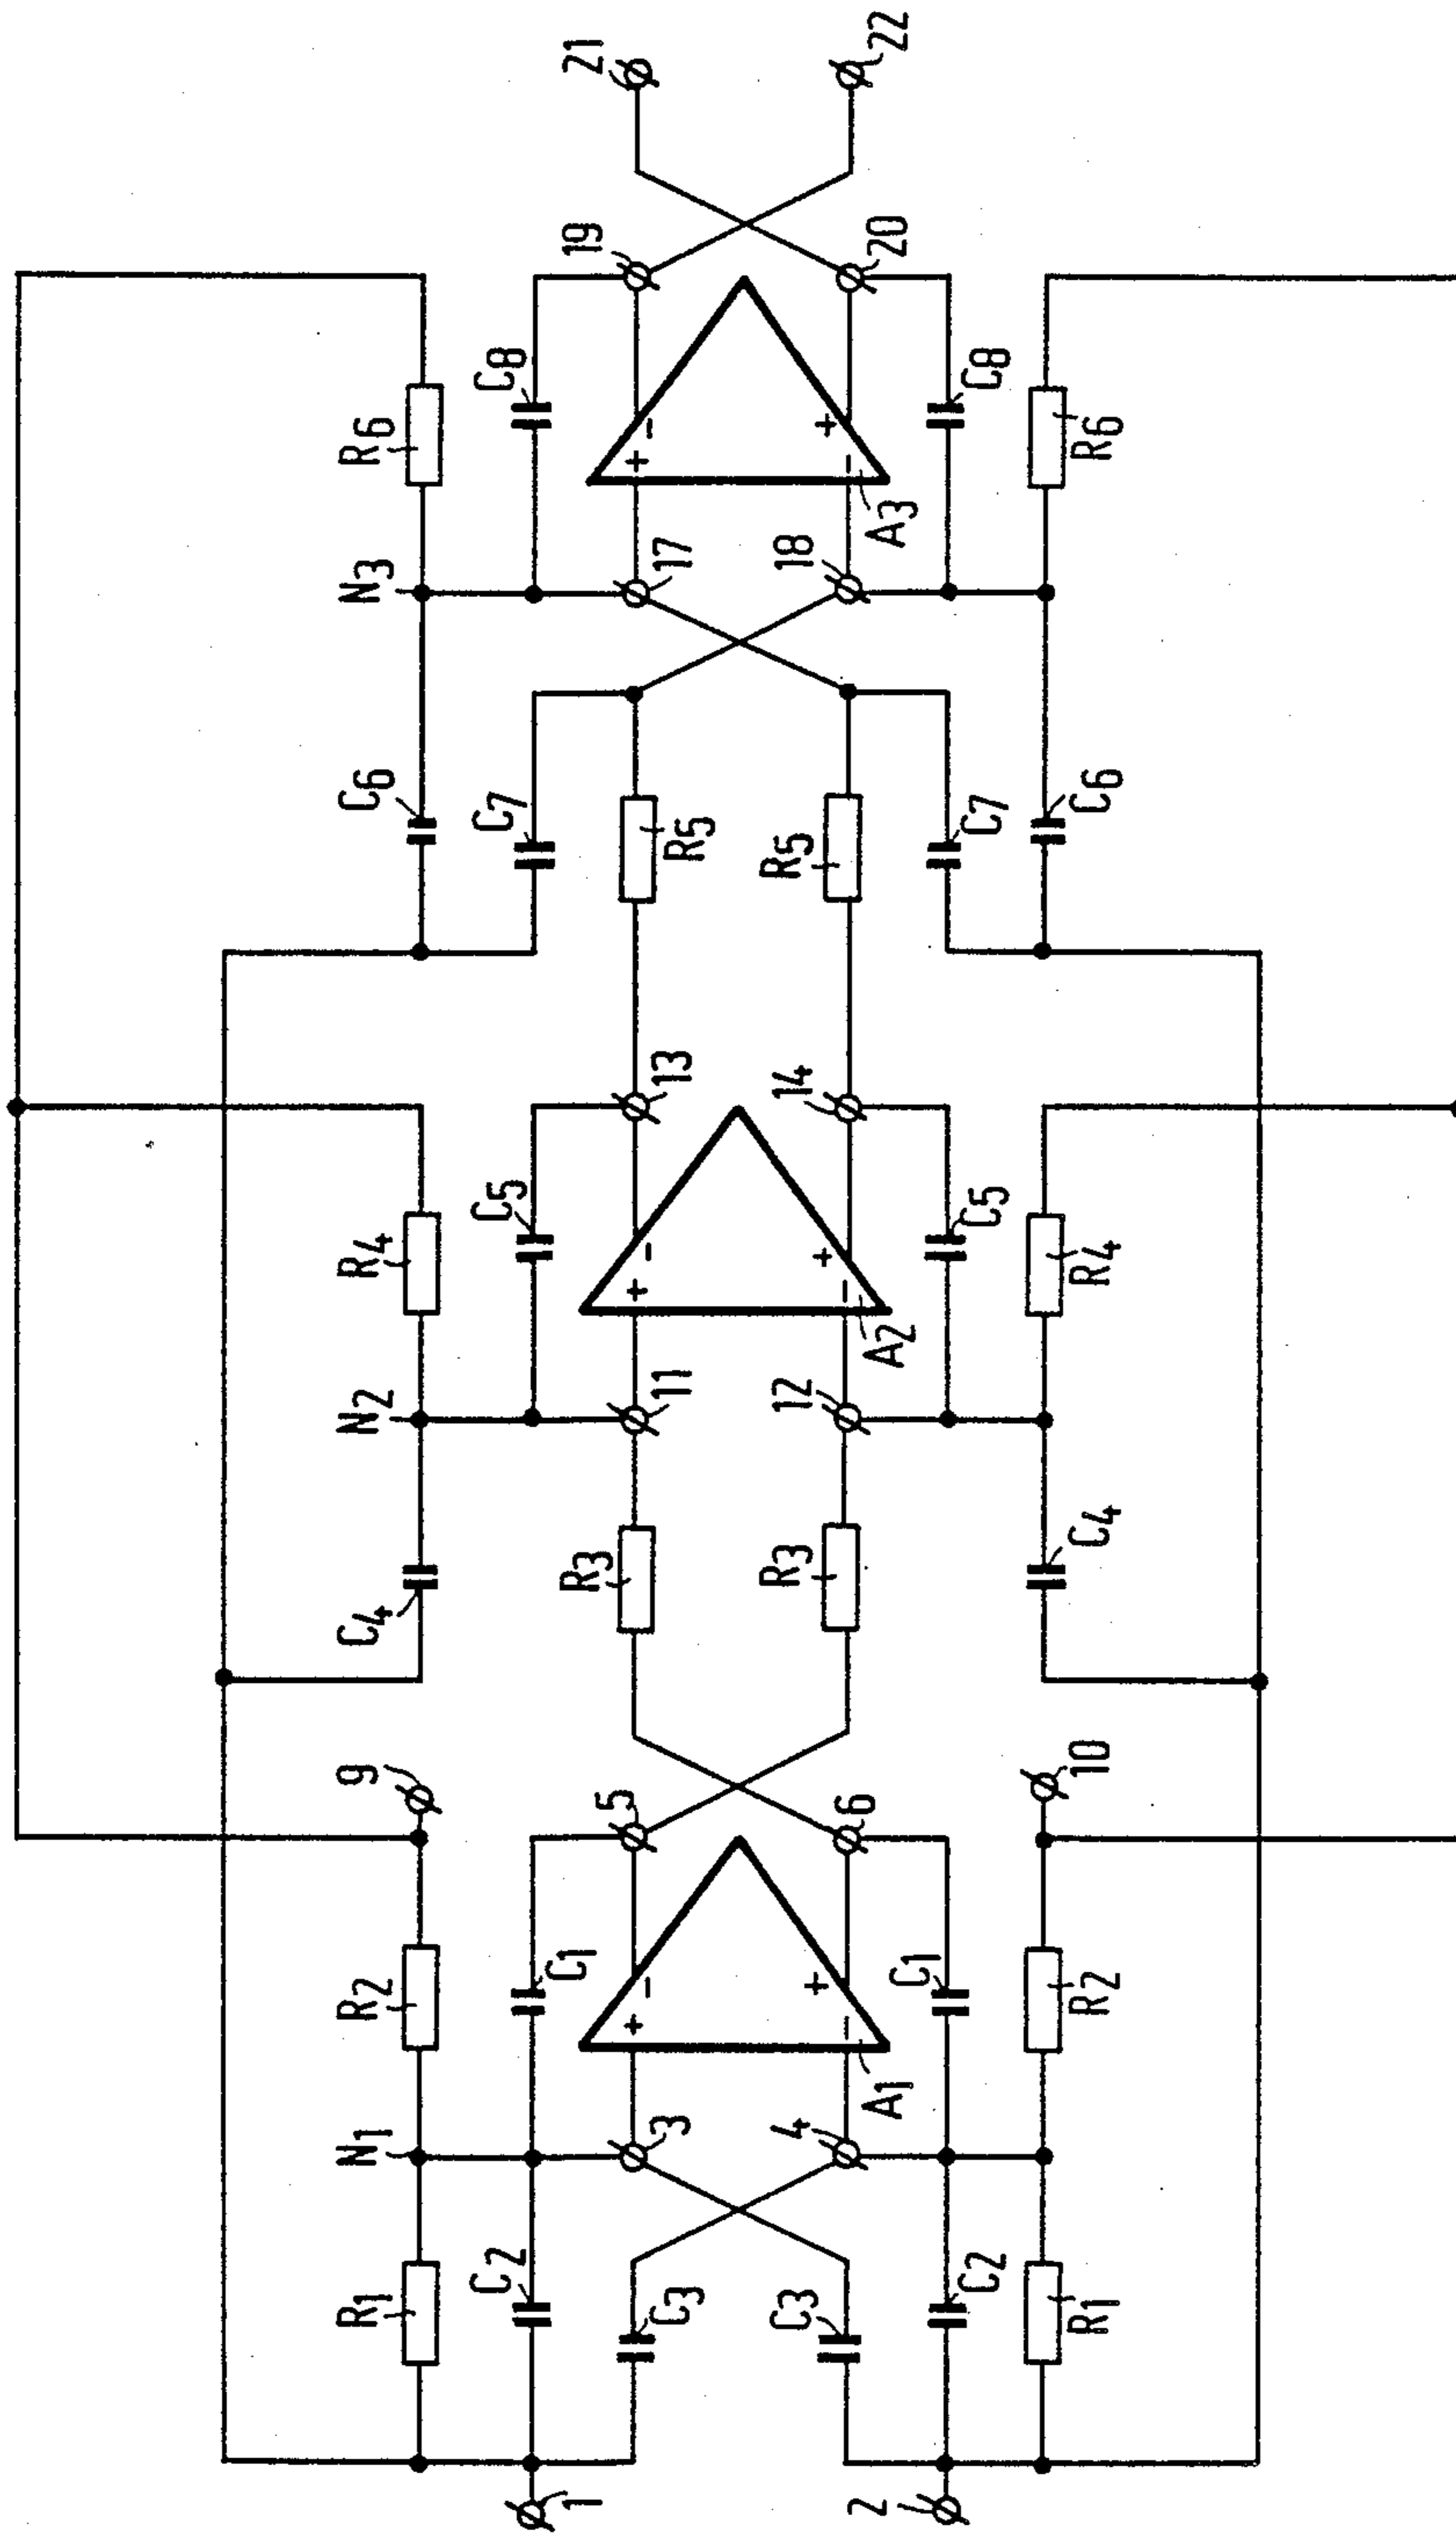 N1 N2 N3
R1 R2 9 R4 R6
C4 C6
C2 C1 C5 C7 C8
1 C3 3 + - 5 R3 11 + - 13 R5 17 + - 19 21
2 C3 4 - + 6 R3 12 - + 14 R5 18 - + 20 22
A1 A2 A3
C2 C1 C5 C7 C8
R1 R2 10 C4 R4 C6 R6